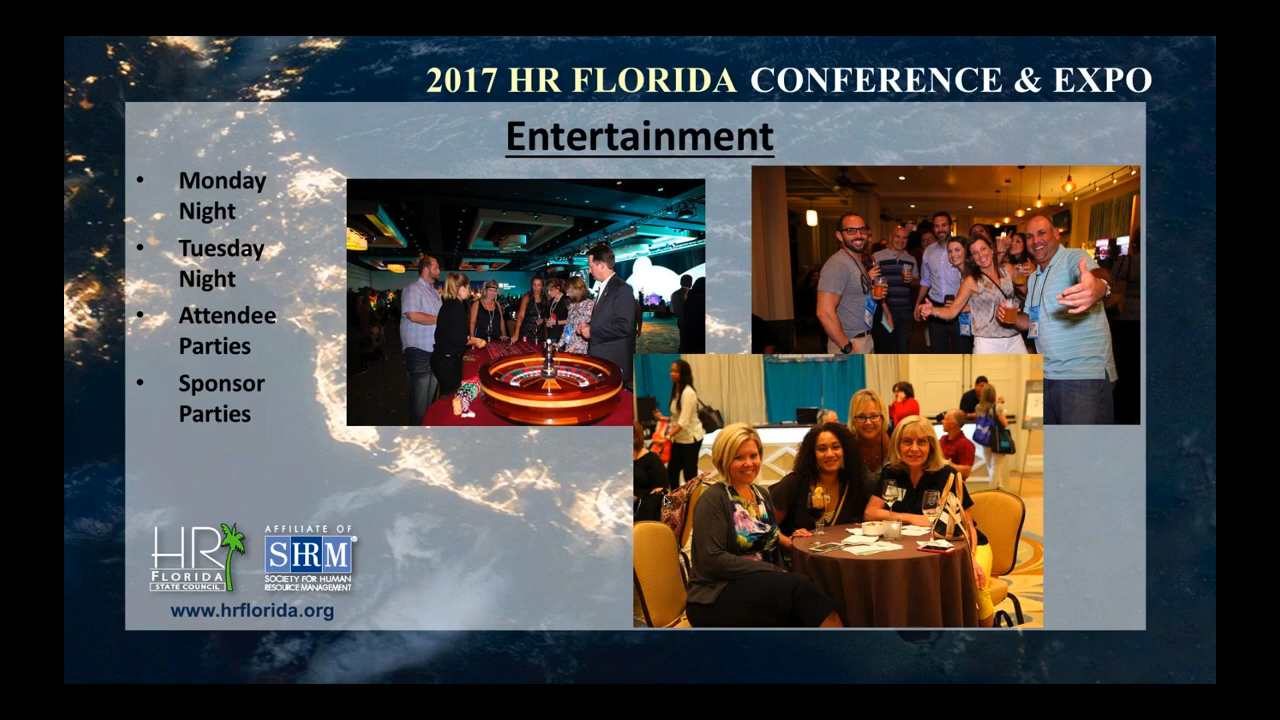 2017 HR FLORIDA CONFERENCE & EXPO
Entertainment
• Monday
Night
• Tuesday
Night
• Attendee
Parties
• Sponsor
Parties
HR
FLORIDA
STATE COUNCIL
AFFILIATE OF
SHRM®
SOCIETY FOR HUMAN
RESOURCE MANAGEMENT
www.hrflorida.org